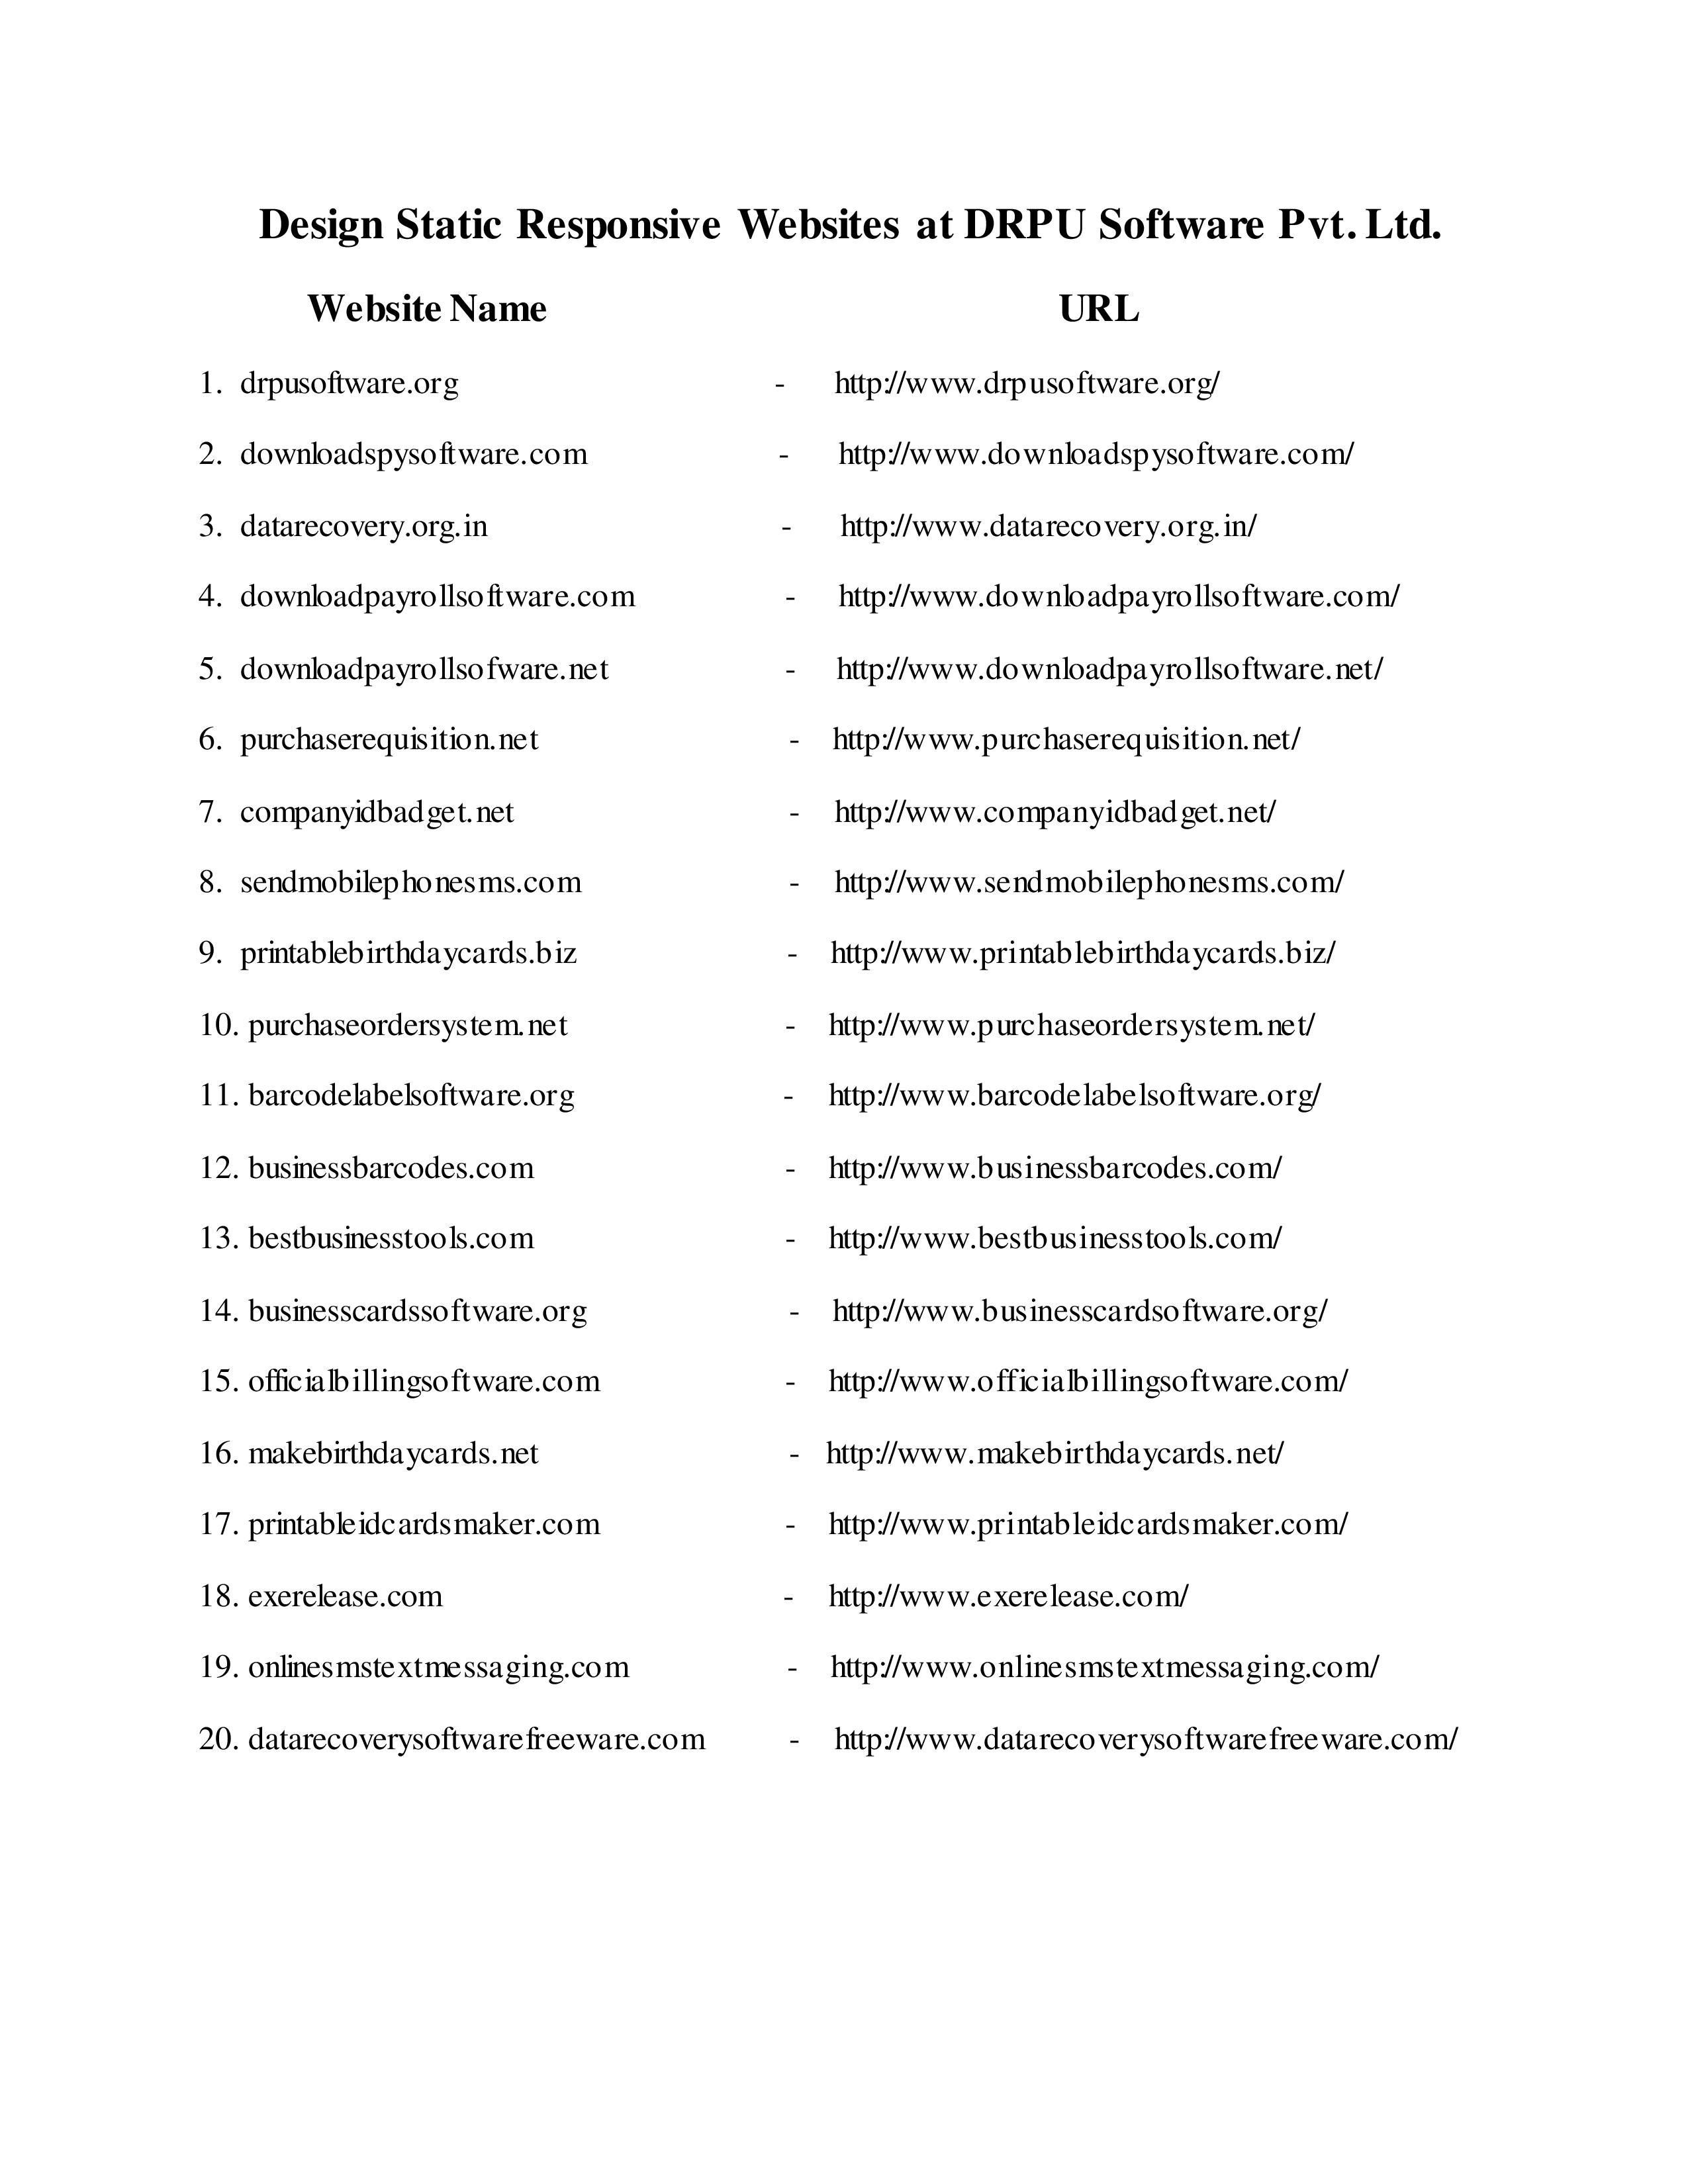 Design Static Responsive Websites at DRPU Software Pvt. Ltd.
Website Name URL
1. drpusoftware.org - http://www.drpusoftware.org/
2. downloadspysoftware.com - http://www.downloadspysoftware.com/
3. datarecovery.org.in - http://www.datarecovery.org.in/
4. downloadpayrollsoftware.com - http://www.downloadpayrollsoftware.com/
5. downloadpayrollsofware.net - http://www.downloadpayrollsoftware.net/
6. purchaserequisition.net - http://www.purchaserequisition.net/
7. companyidbadget.net - http://www.companyidbadget.net/
8. sendmobilephonesms.com - http://www.sendmobilephonesms.com/
9. printablebirthdaycards.biz - http://www.printablebirthdaycards.biz/
10. purchaseordersystem.net - http://www.purchaseordersystem.net/
11. barcodelabelsoftware.org - http://www.barcodelabelsoftware.org/
12. businessbarcodes.com - http://www.businessbarcodes.com/
13. bestbusinesstools.com - http://www.bestbusinesstools.com/
14. businesscardssoftware.org - http://www.businesscardsoftware.org/
15. officialbillingsoftware.com - http://www.officialbillingsoftware.com/
16. makebirthdaycards.net - http://www.makebirthdaycards.net/
17. printableidcardsmaker.com - http://www.printableidcardsmaker.com/
18. exerelease.com - http://www.exerelease.com/
19. onlinesmstextmessaging.com - http://www.onlinesmstextmessaging.com/
20. datarecoverysoftwarefreeware.com - http://www.datarecoverysoftwarefreeware.com/